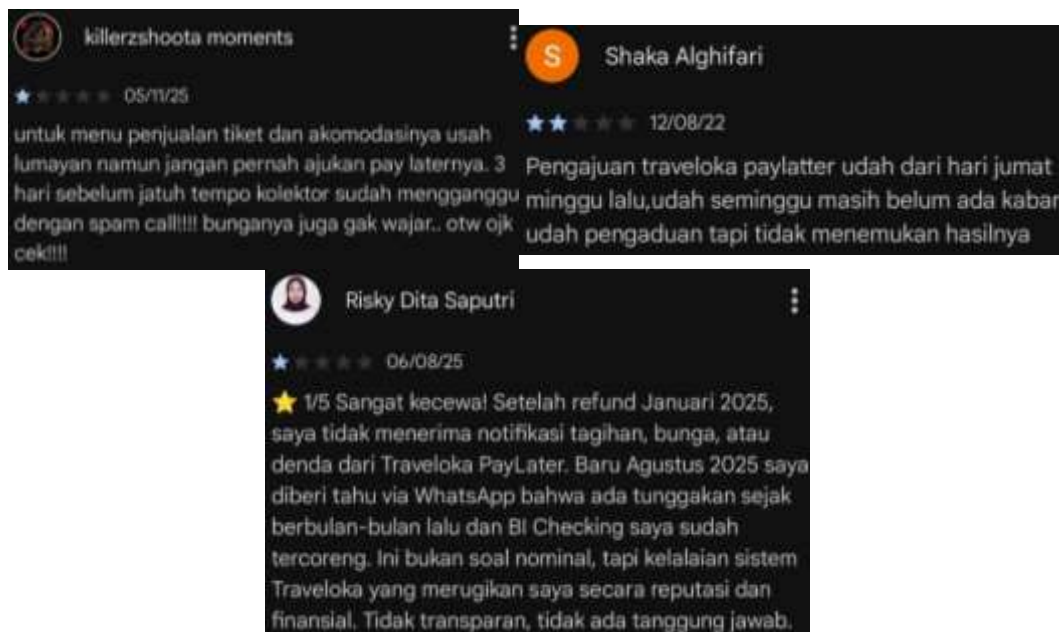 killerzshoota moments
05/11/25
untuk menu penjualan tiket dan akomodasinya usah
lumayan namun jangan pernah ajukan pay laternya. 3
hari sebelum jatuh tempo kolektor sudah mengganggu
dengan spam call!!!! bunganya juga gak wajar.. otw ojk
cek!!!!
S
Shaka Alghifari
12/08/22
Pengajuan traveloka paylatter udah dari hari jumat
minggu lalu,udah seminggu masih belum ada kabar
udah pengaduan tapi tidak menemukan hasilnya
Risky Dita Saputri
06/08/25
⭐ 1/5 Sangat kecewa! Setelah refund Januari 2025,
saya tidak menerima notifikasi tagihan, bunga, atau
denda dari Traveloka PayLater. Baru Agustus 2025 saya
diberi tahu via WhatsApp bahwa ada tunggakan sejak
berbulan-bulan lalu dan BI Checking saya sudah
tercoreng. Ini bukan soal nominal, tapi kelalaian sistem
Traveloka yang merugikan saya secara reputasi dan
finansial. Tidak transparan, tidak ada tanggung jawab.